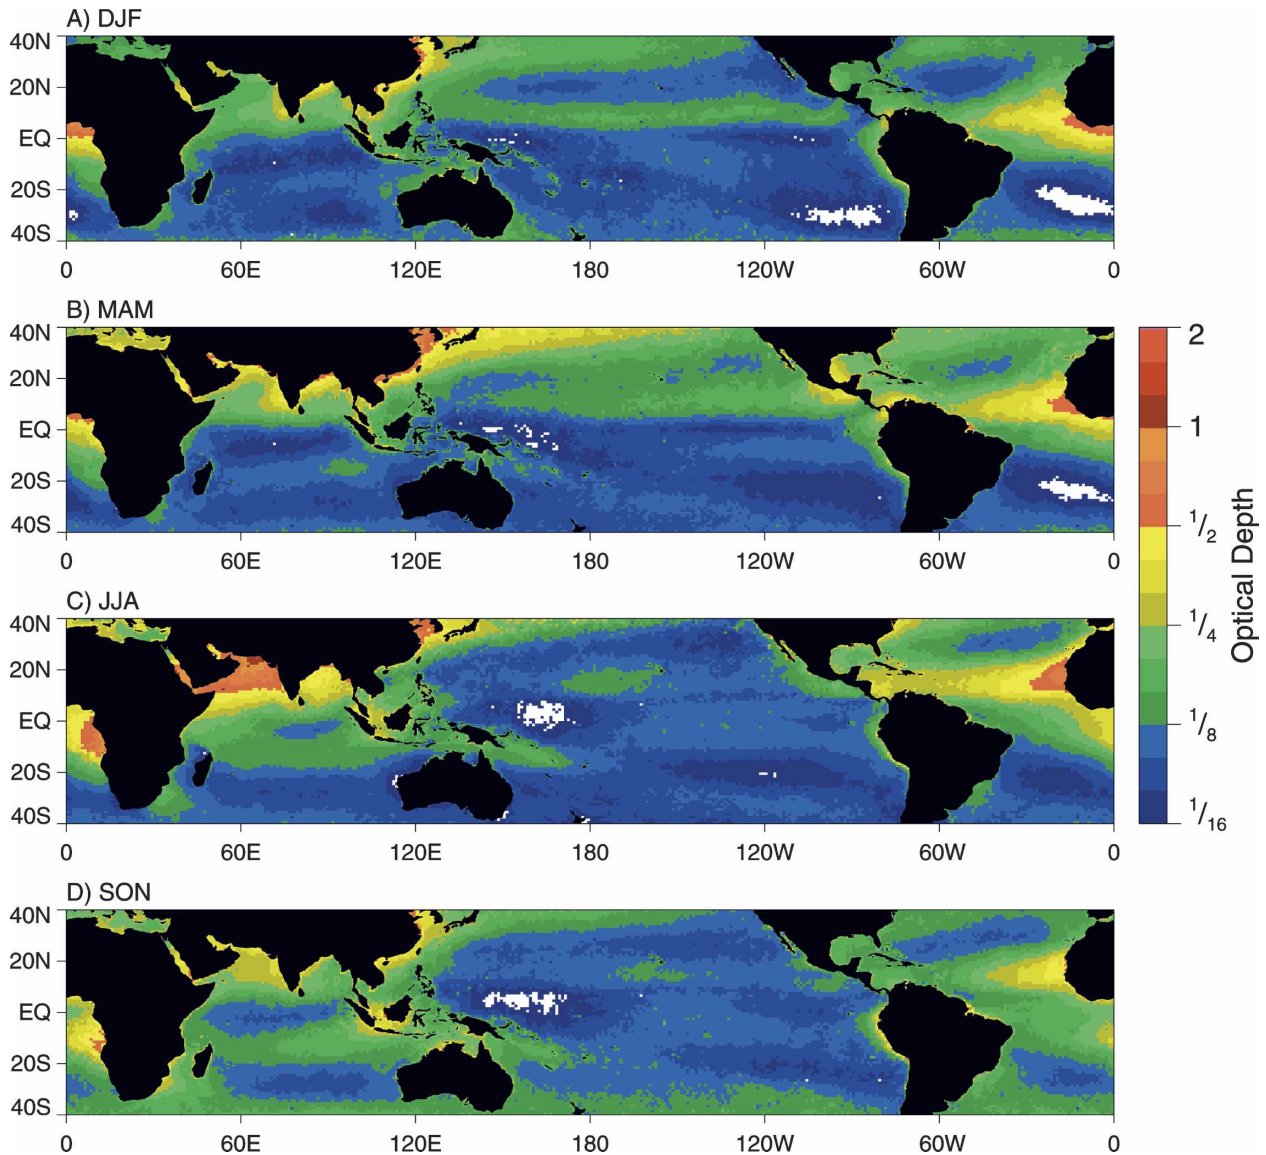 A) DJF
40N
20N
EQ
20S
40S
0 60E 120E 180 120W 60W 0
B) MAM
40N
20N
EQ
20S
40S
0 60E 120E 180 120W 60W 0
C) JJA
40N
20N
EQ
20S
40S
0 60E 120E 180 120W 60W 0
D) SON
40N
20N
EQ
20S
40S
0 60E 120E 180 120W 60W 0
2
1
1/2
1/4
1/8
1/16
Optical Depth